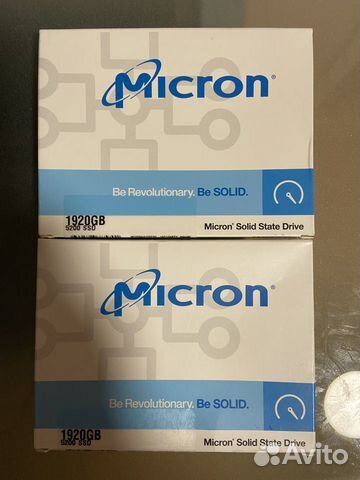 Micron®
Be Revolutionary. Be SOLID.
1920GB
5200 SSD
Micron® Solid State Drive
Micron®
Be Revolutionary. Be SOLID.
1920GB
5200 SSD
Micron® Solid State Drive
Avito